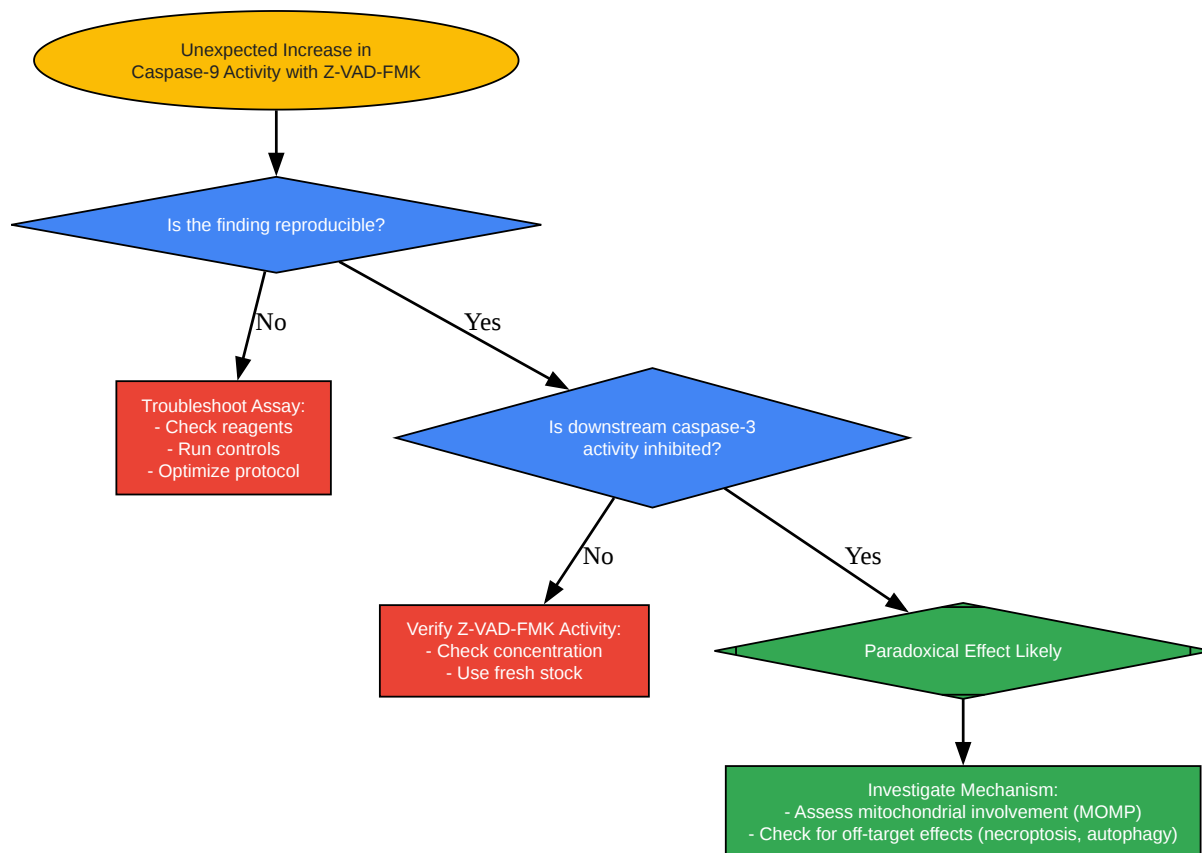 Unexpected Increase in
Caspase-9 Activity with Z-VAD-FMK
Is the finding reproducible?
No
Yes
Troubleshoot Assay:
- Check reagents
- Run controls
- Optimize protocol
Is downstream caspase-3
activity inhibited?
No
Yes
Verify Z-VAD-FMK Activity:
- Check concentration
- Use fresh stock
Paradoxical Effect Likely
Investigate Mechanism:
- Assess mitochondrial involvement (MOMP)
- Check for off-target effects (necroptosis, autophagy)